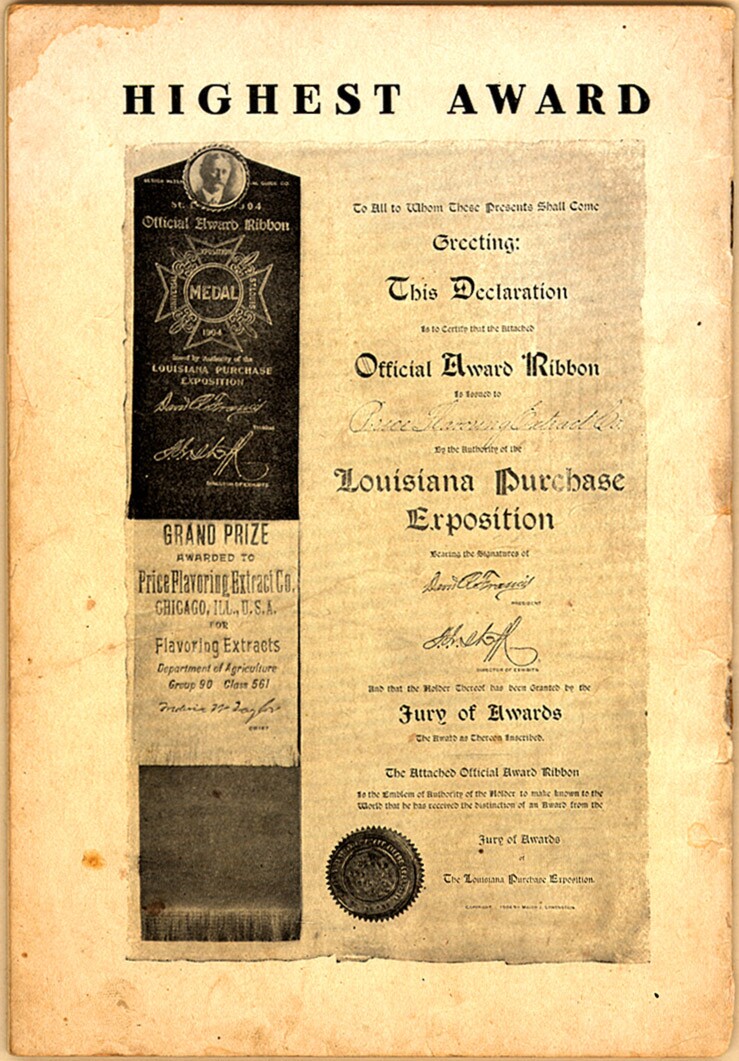 HIGHEST AWARD
Official Award Ribbon
MEDAL
1904
Issued by Authority of the
LOUISIANA PURCHASE
EXPOSITION
David R Francis
DIRECTOR OF EXHIBITS
GRAND PRIZE
AWARDED TO
Price Flavoring Extract Co.
CHICAGO, ILL., U.S.A.
FOR
Flavoring Extracts
Department of Agriculture
Group 90 Class 561
CHIEF
To All to Whom These Presents Shall Come
Greeting:
This Declaration
Is to Certify that the Attached
Official Award Ribbon
Is Issued to
Price Flavoring Extract Co.
By the Authority of the
Louisiana Purchase
Exposition
Bearing the Signatures of
David R Francis
PRESIDENT
DIRECTOR OF EXHIBITS
And that the Holder Thereof has been Granted by the
Jury of Awards
The Award as Thereon Inscribed.
The Attached Official Award Ribbon
Is the Emblem of Authority of the Holder to make known to the
World that he has received the distinction of an Award from the
Jury of Awards
of
The Louisiana Purchase Exposition.